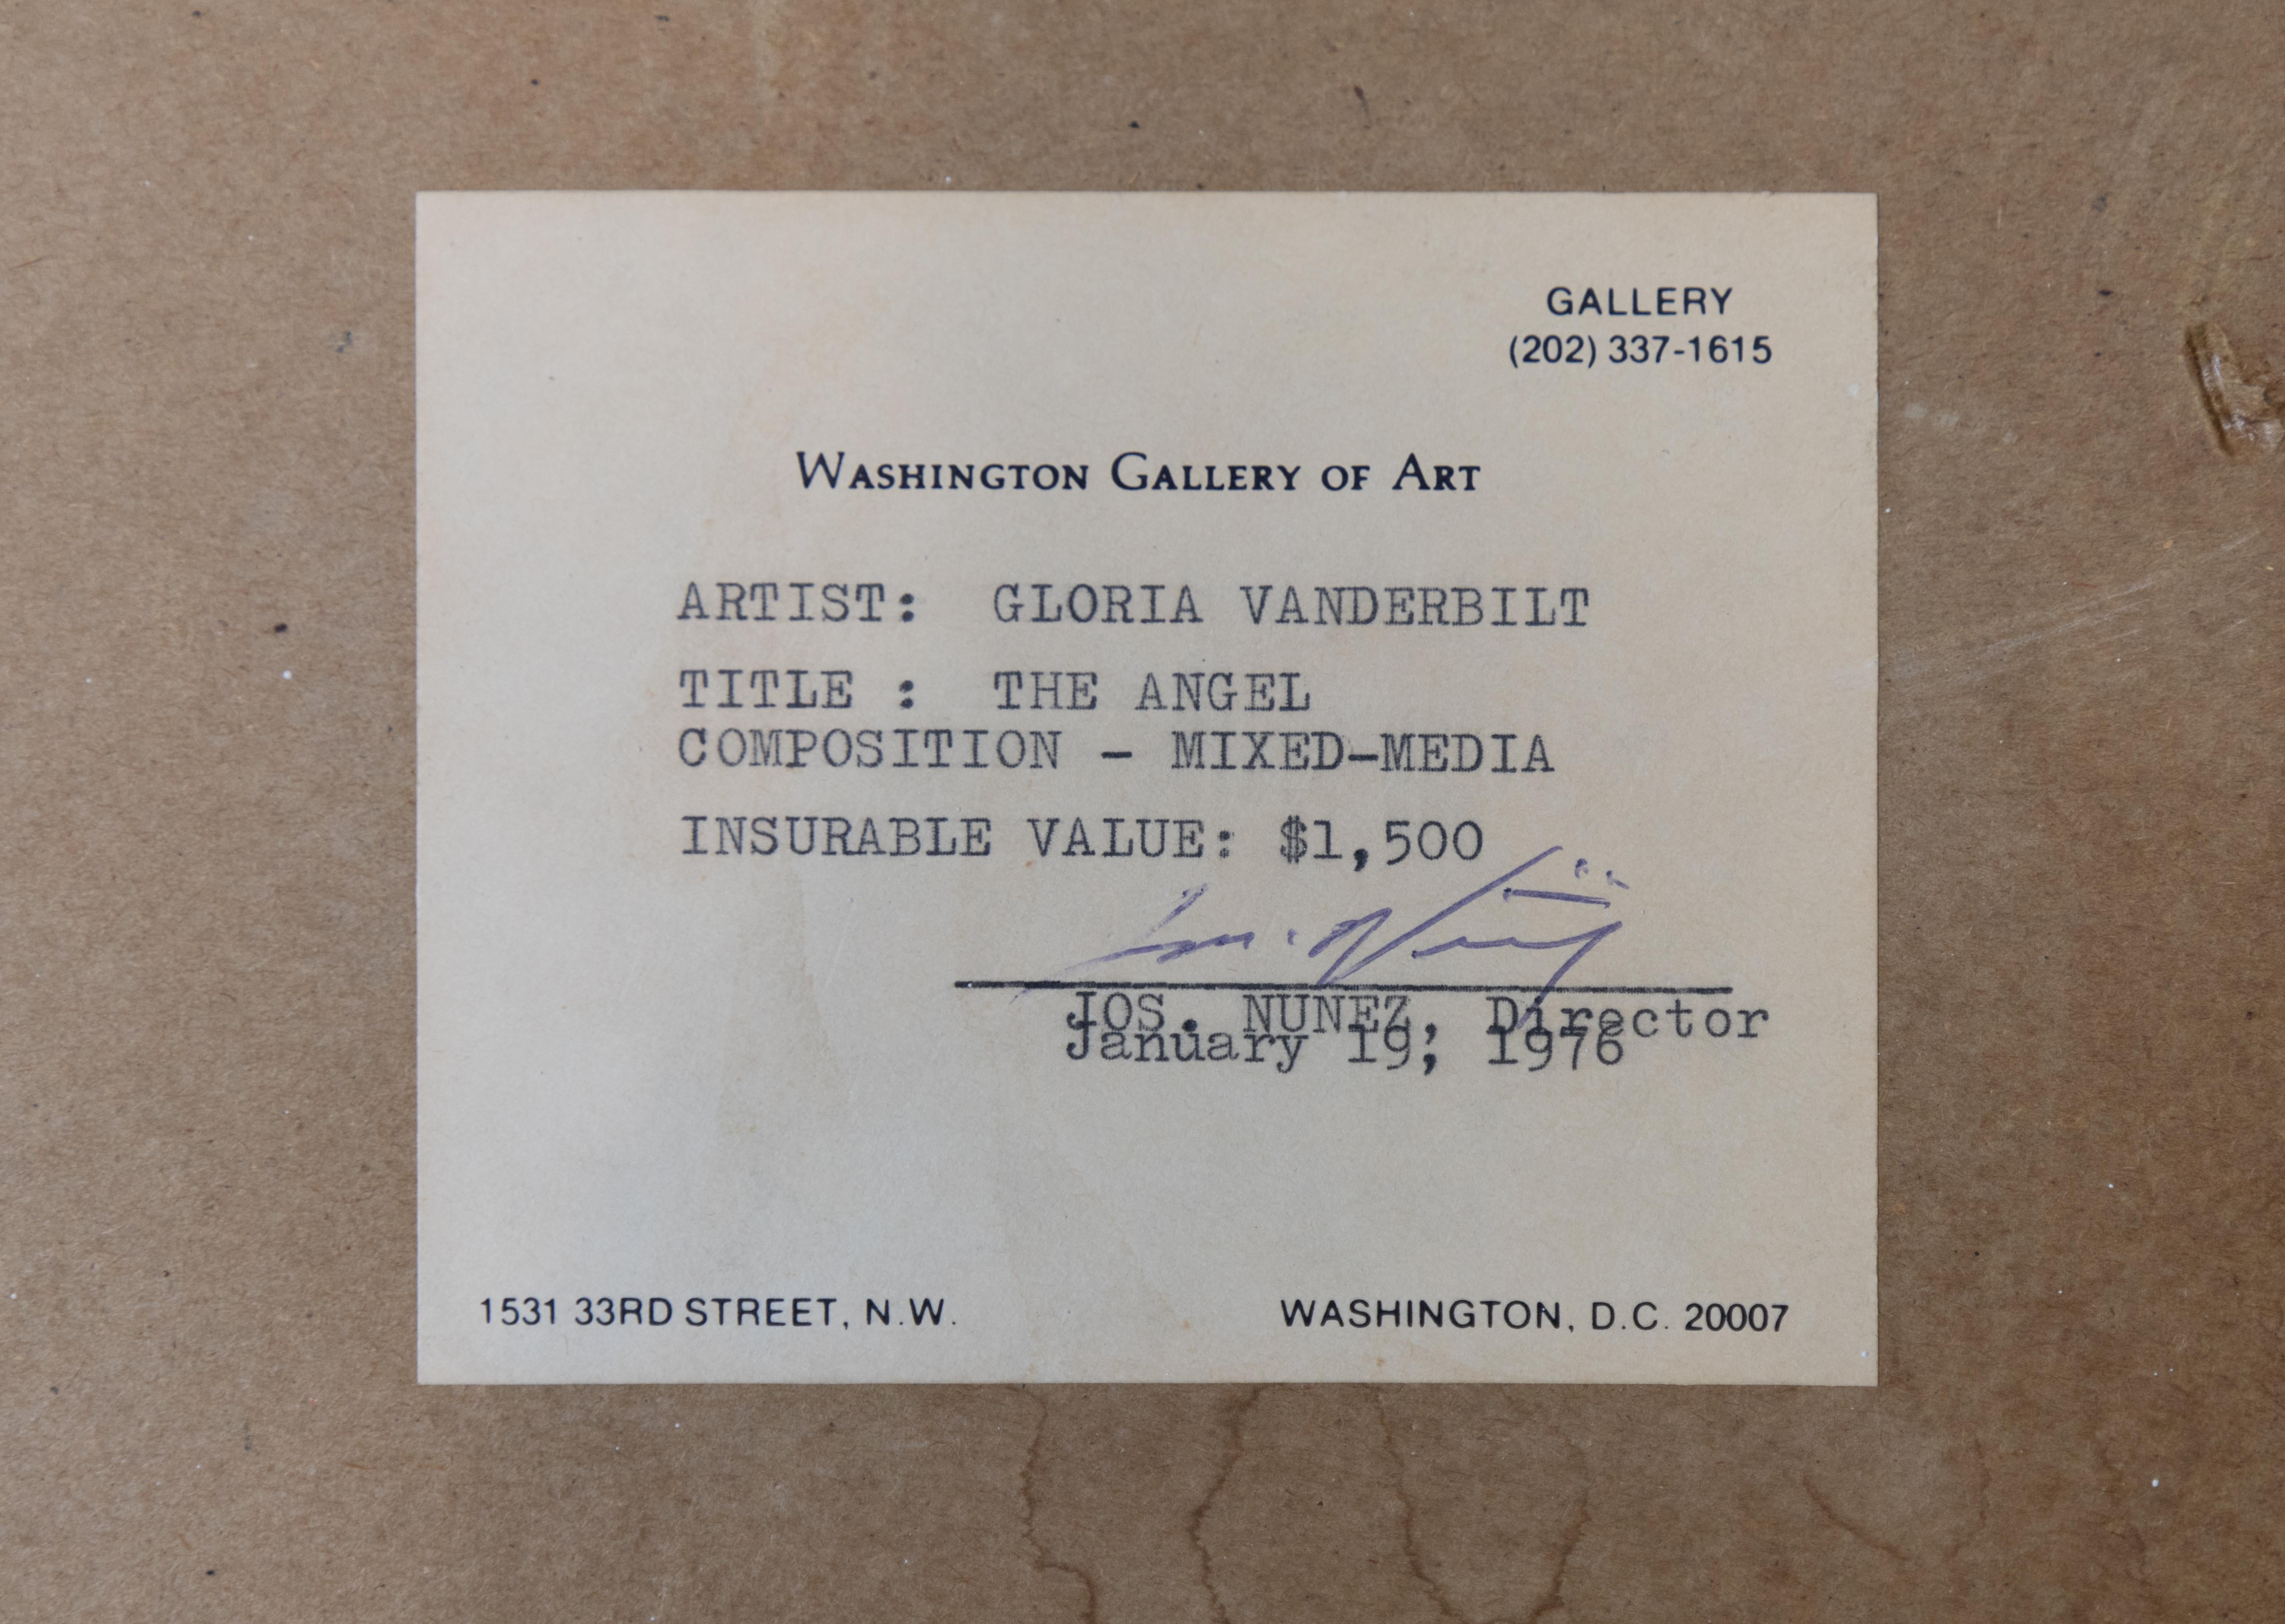 GALLERY
(202) 337-1615
WASHINGTON GALLERY OF ART
ARTIST: GLORIA VANDERBILT
TITLE : THE ANGEL
COMPOSITION - MIXED-MEDIA
INSURABLE VALUE: $1,500
JOS. NUNEZ, Director
January 19, 1976
1531 33RD STREET, N.W.
WASHINGTON, D.C. 20007